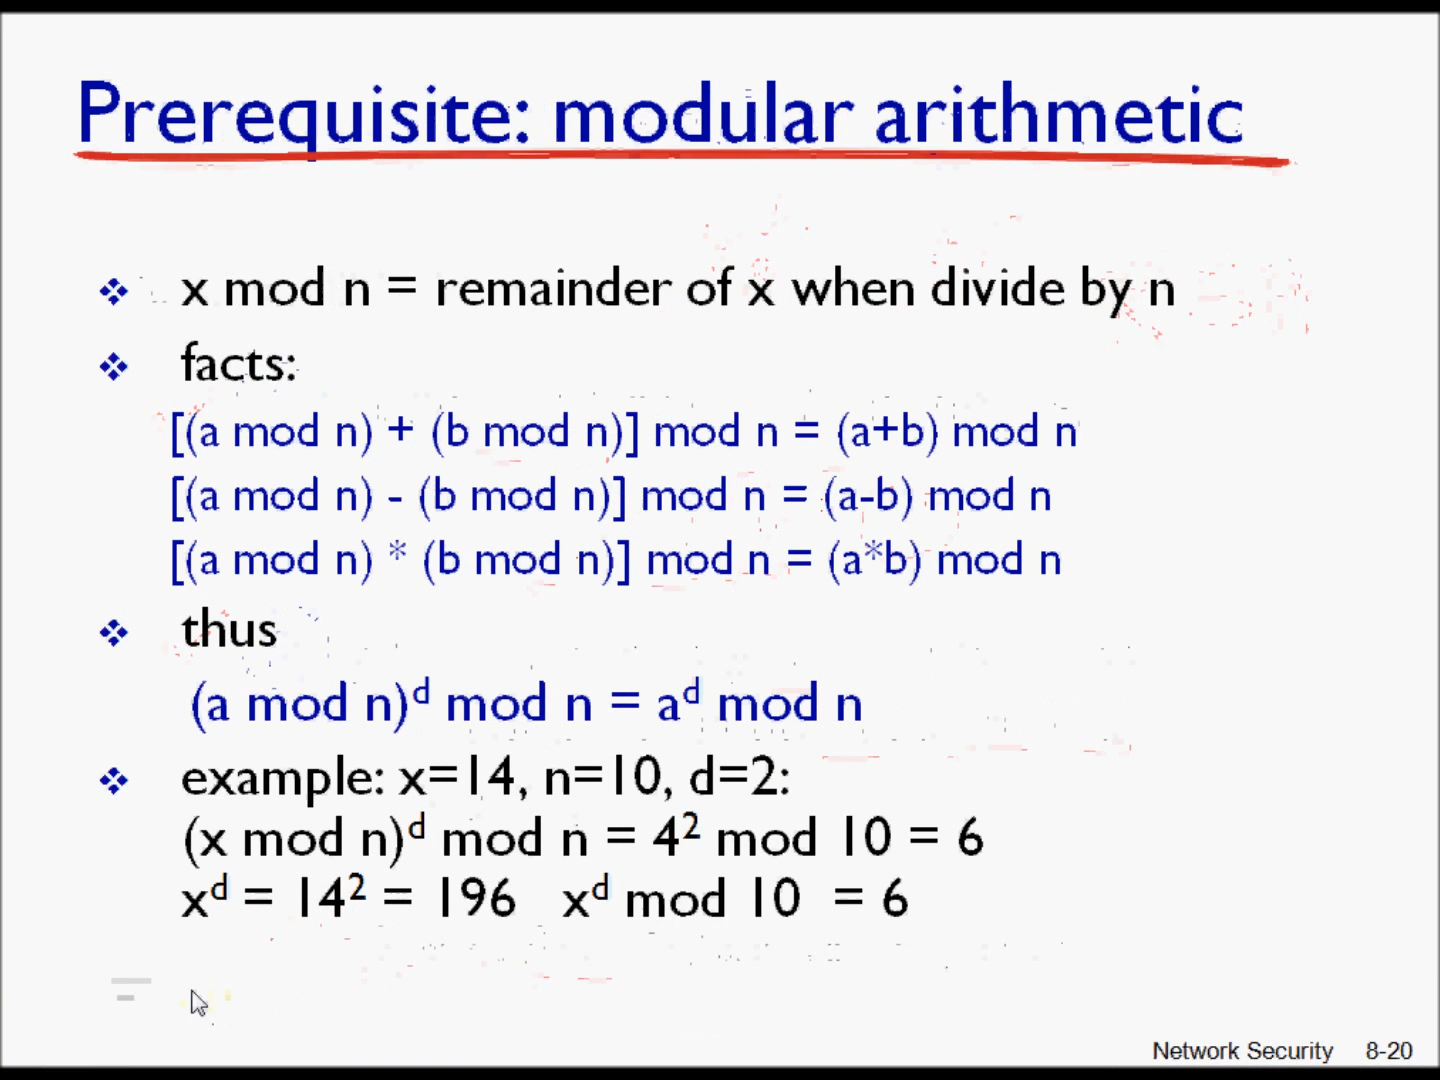 Prerequisite: modular arithmetic
x mod n = remainder of x when divide by n
facts:
[(a mod n) + (b mod n)] mod n = (a+b) mod n
[(a mod n) - (b mod n)] mod n = (a-b) mod n
[(a mod n) * (b mod n)] mod n = (a*b) mod n
thus
(a mod n)ᵈ mod n = aᵈ mod n
example: x=14, n=10, d=2:
(x mod n)ᵈ mod n = 4² mod 10 = 6
xᵈ = 14² = 196 xᵈ mod 10 = 6
Network Security 8-20